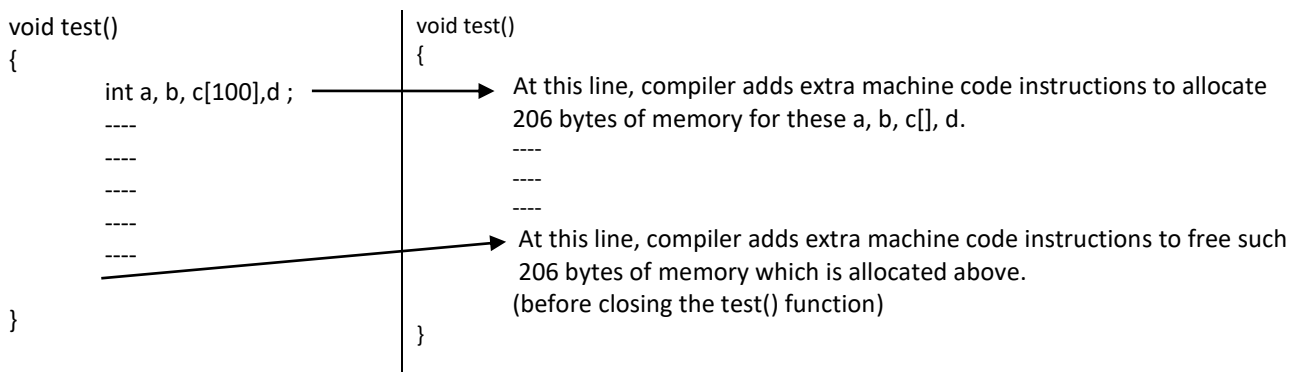 void test()
{
int a, b, c[100],d ;
----
----
----
----
----
}
void test()
{
At this line, compiler adds extra machine code instructions to allocate
206 bytes of memory for these a, b, c[], d.
----
----
----
At this line, compiler adds extra machine code instructions to free such
206 bytes of memory which is allocated above.
(before closing the test() function)
}